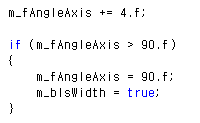 m_fAngleAxis += 4.f;
if (m_fAngleAxis > 90.f)
{
m_fAngleAxis = 90.f;
m_bIsWidth = true;
}